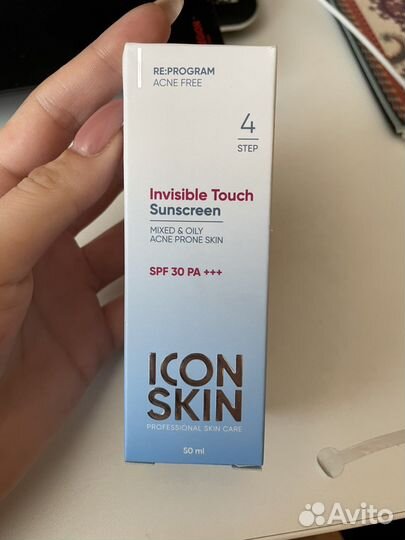 RE:PROGRAM
ACNE FREE
4
STEP
Invisible Touch
Sunscreen
MIXED & OILY
ACNE PRONE SKIN
SPF 30 PA +++
ICON
SKIN
PROFESSIONAL SKIN CARE
50 ml
Avito